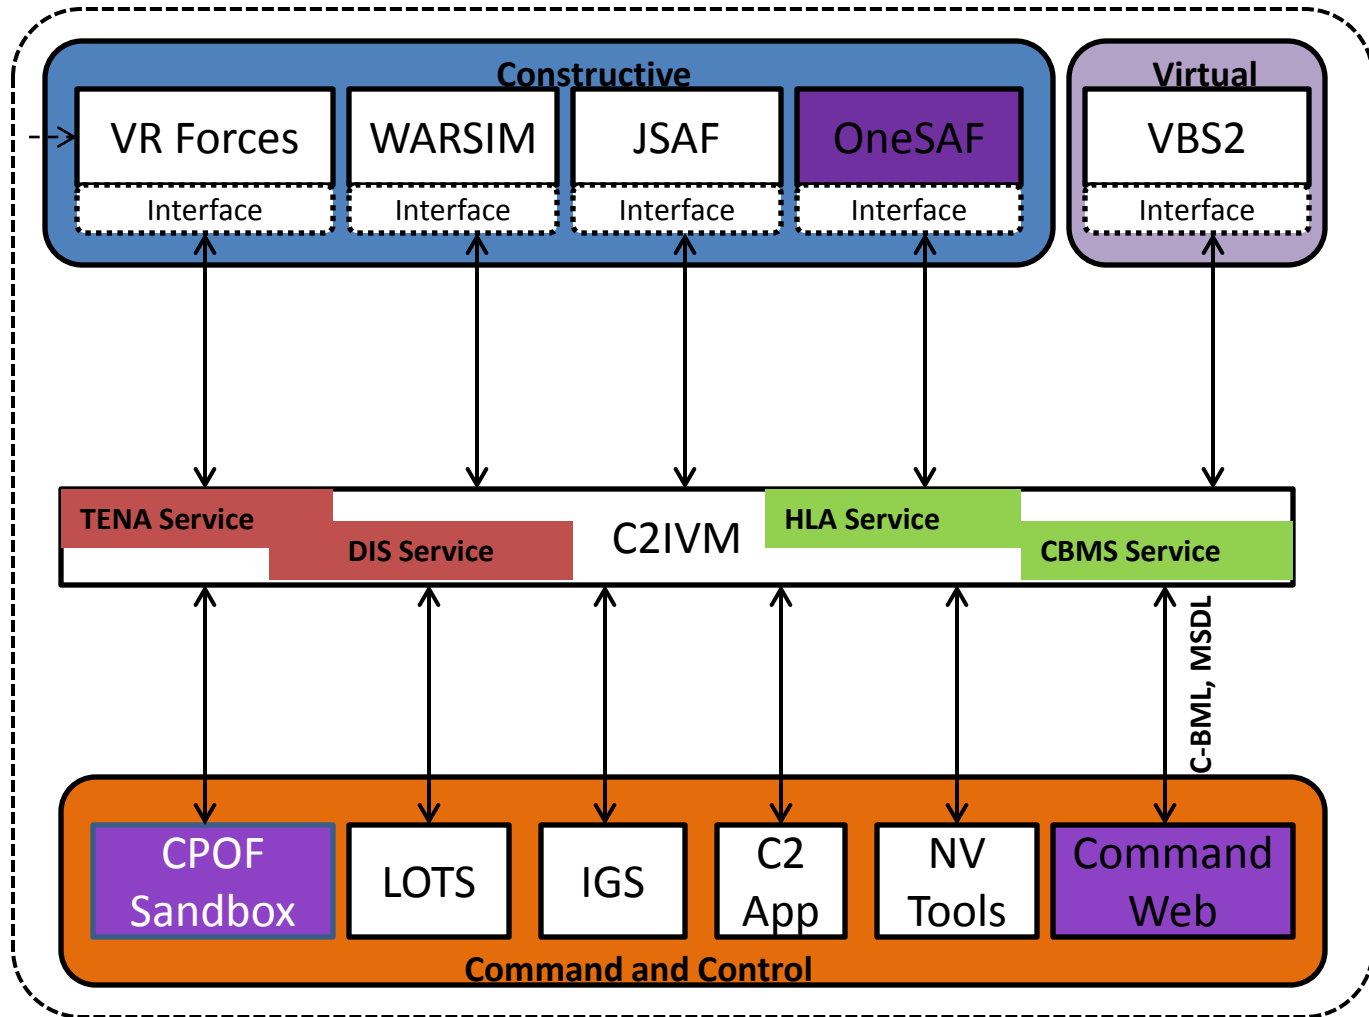 Constructive
Virtual
VR Forces
WARSIM
JSAF
OneSAF
VBS2
Interface
Interface
Interface
Interface
Interface
TENA Service
DIS Service
C2IVM
HLA Service
CBMS Service
C-BML, MSDL
CPOF
Sandbox
LOTS
IGS
C2
App
NV
Tools
Command
Web
Command and Control